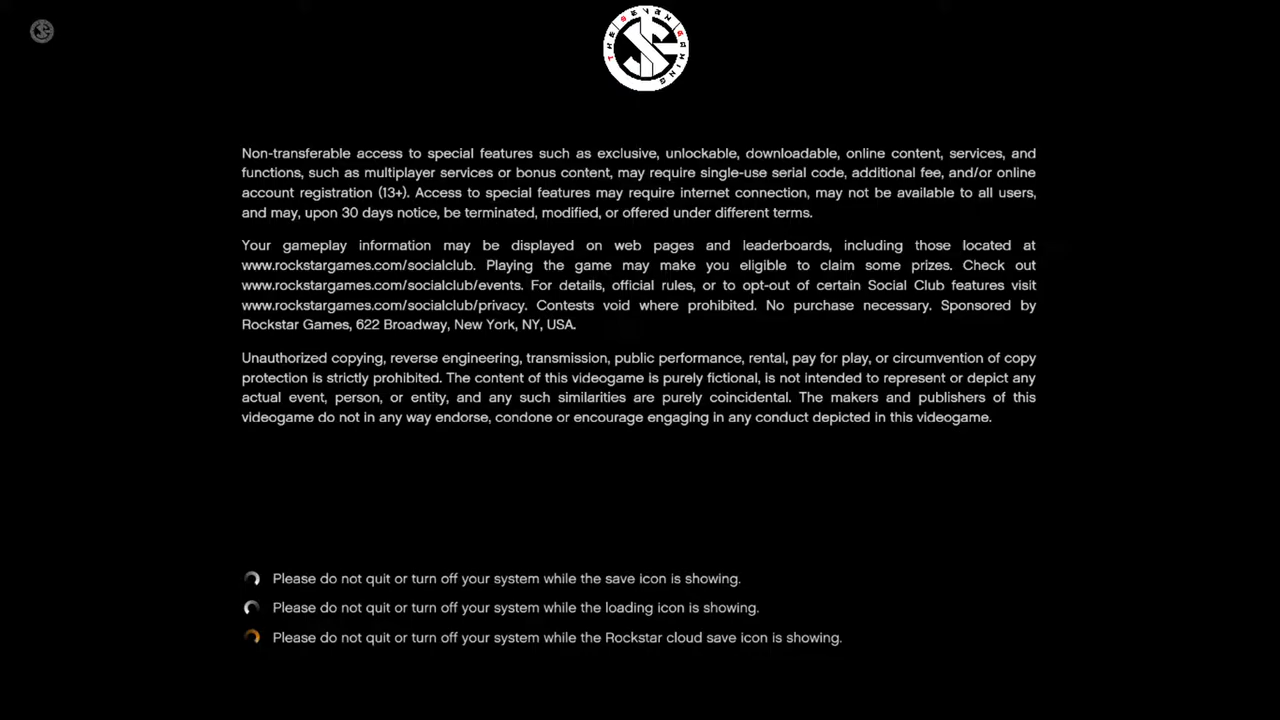 THE SEVEN GAMING
Non-transferable access to special features such as exclusive, unlockable, downloadable, online content, services, and
functions, such as multiplayer services or bonus content, may require single-use serial code, additional fee, and/or online
account registration (13+). Access to special features may require internet connection, may not be available to all users,
and may, upon 30 days notice, be terminated, modified, or offered under different terms.
Your gameplay information may be displayed on web pages and leaderboards, including those located at
www.rockstargames.com/socialclub. Playing the game may make you eligible to claim some prizes. Check out
www.rockstargames.com/socialclub/events. For details, official rules, or to opt-out of certain Social Club features visit
www.rockstargames.com/socialclub/privacy. Contests void where prohibited. No purchase necessary. Sponsored by
Rockstar Games, 622 Broadway, New York, NY, USA.
Unauthorized copying, reverse engineering, transmission, public performance, rental, pay for play, or circumvention of copy
protection is strictly prohibited. The content of this videogame is purely fictional, is not intended to represent or depict any
actual event, person, or entity, and any such similarities are purely coincidental. The makers and publishers of this
videogame do not in any way endorse, condone or encourage engaging in any conduct depicted in this videogame.
Please do not quit or turn off your system while the save icon is showing.
Please do not quit or turn off your system while the loading icon is showing.
Please do not quit or turn off your system while the Rockstar cloud save icon is showing.